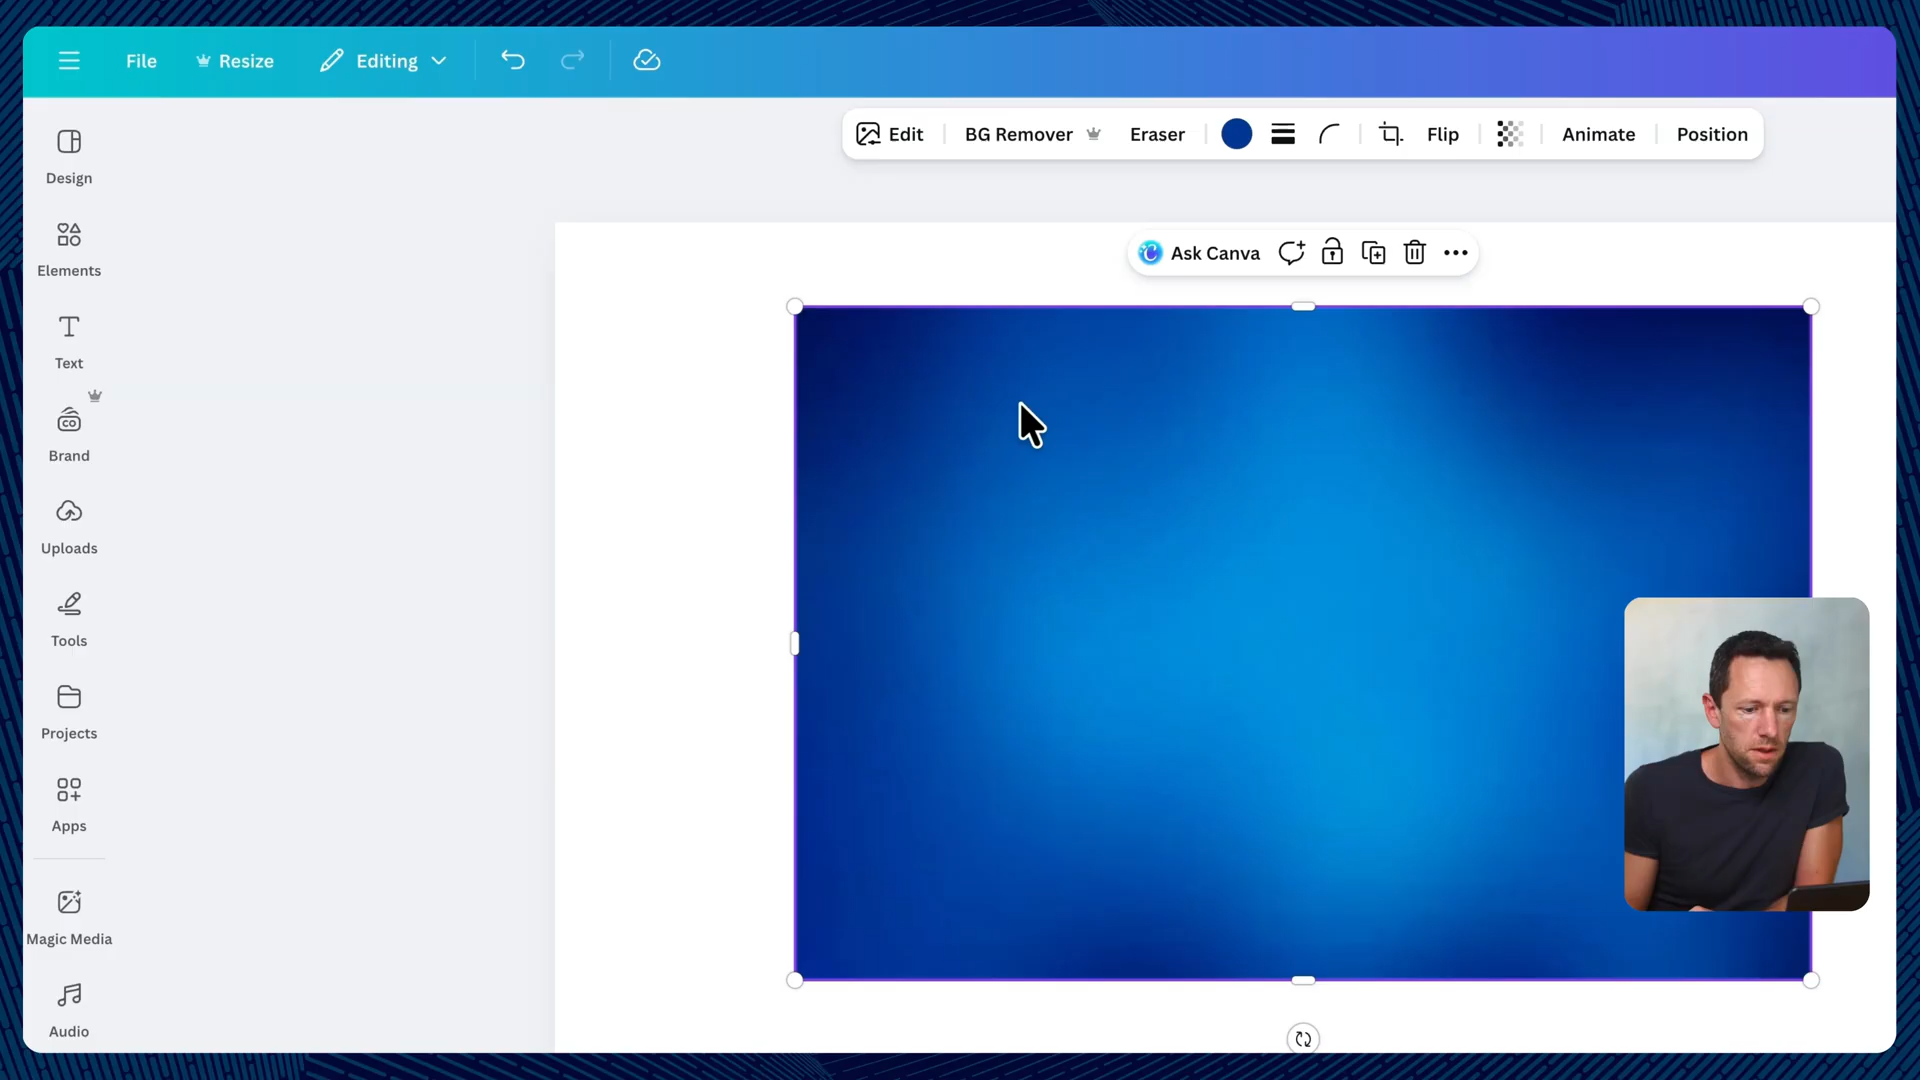 File Resize Editing
Edit BG Remover Eraser Flip Animate Position
Ask Canva
Design
Elements
Text
Brand
Uploads
Tools
Projects
Apps
Magic Media
Audio